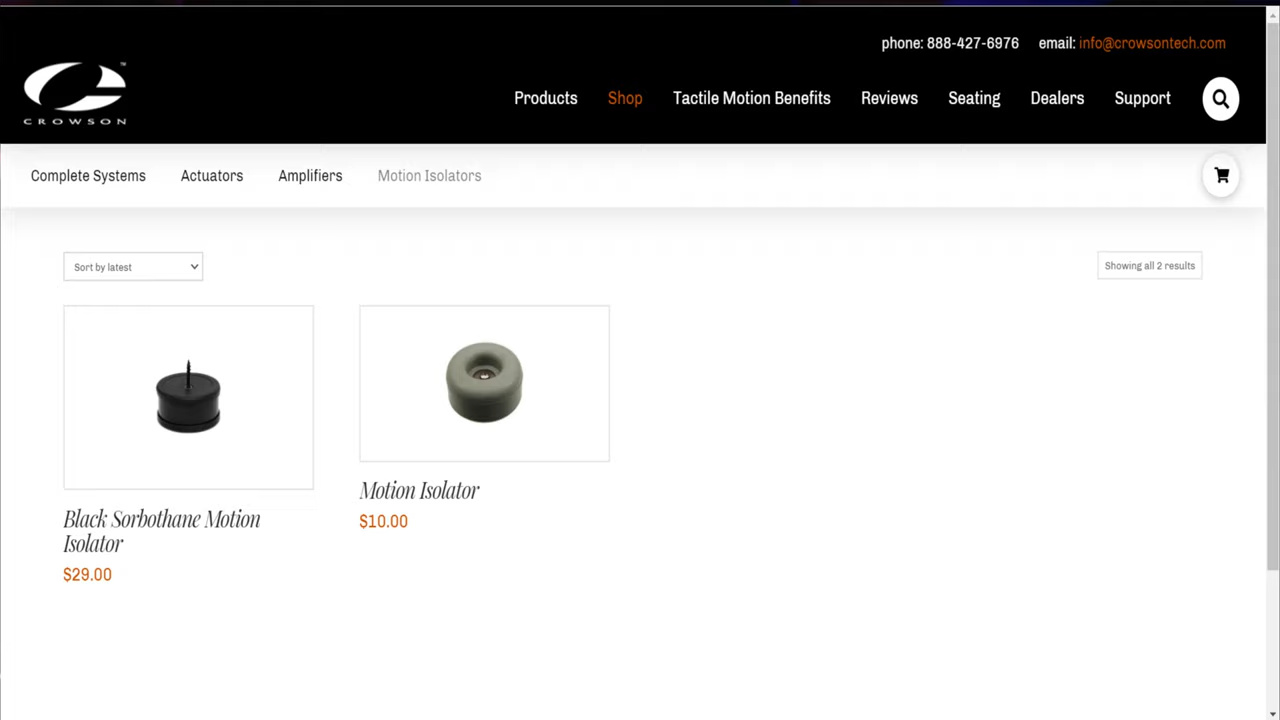 phone: 888-427-6976 email: info@crowsontech.com
™
CROWSON
Products Shop Tactile Motion Benefits Reviews Seating Dealers Support
Complete Systems Actuators Amplifiers Motion Isolators
Sort by latest
Showing all 2 results
Black Sorbothane Motion
Isolator
$29.00
Motion Isolator
$10.00